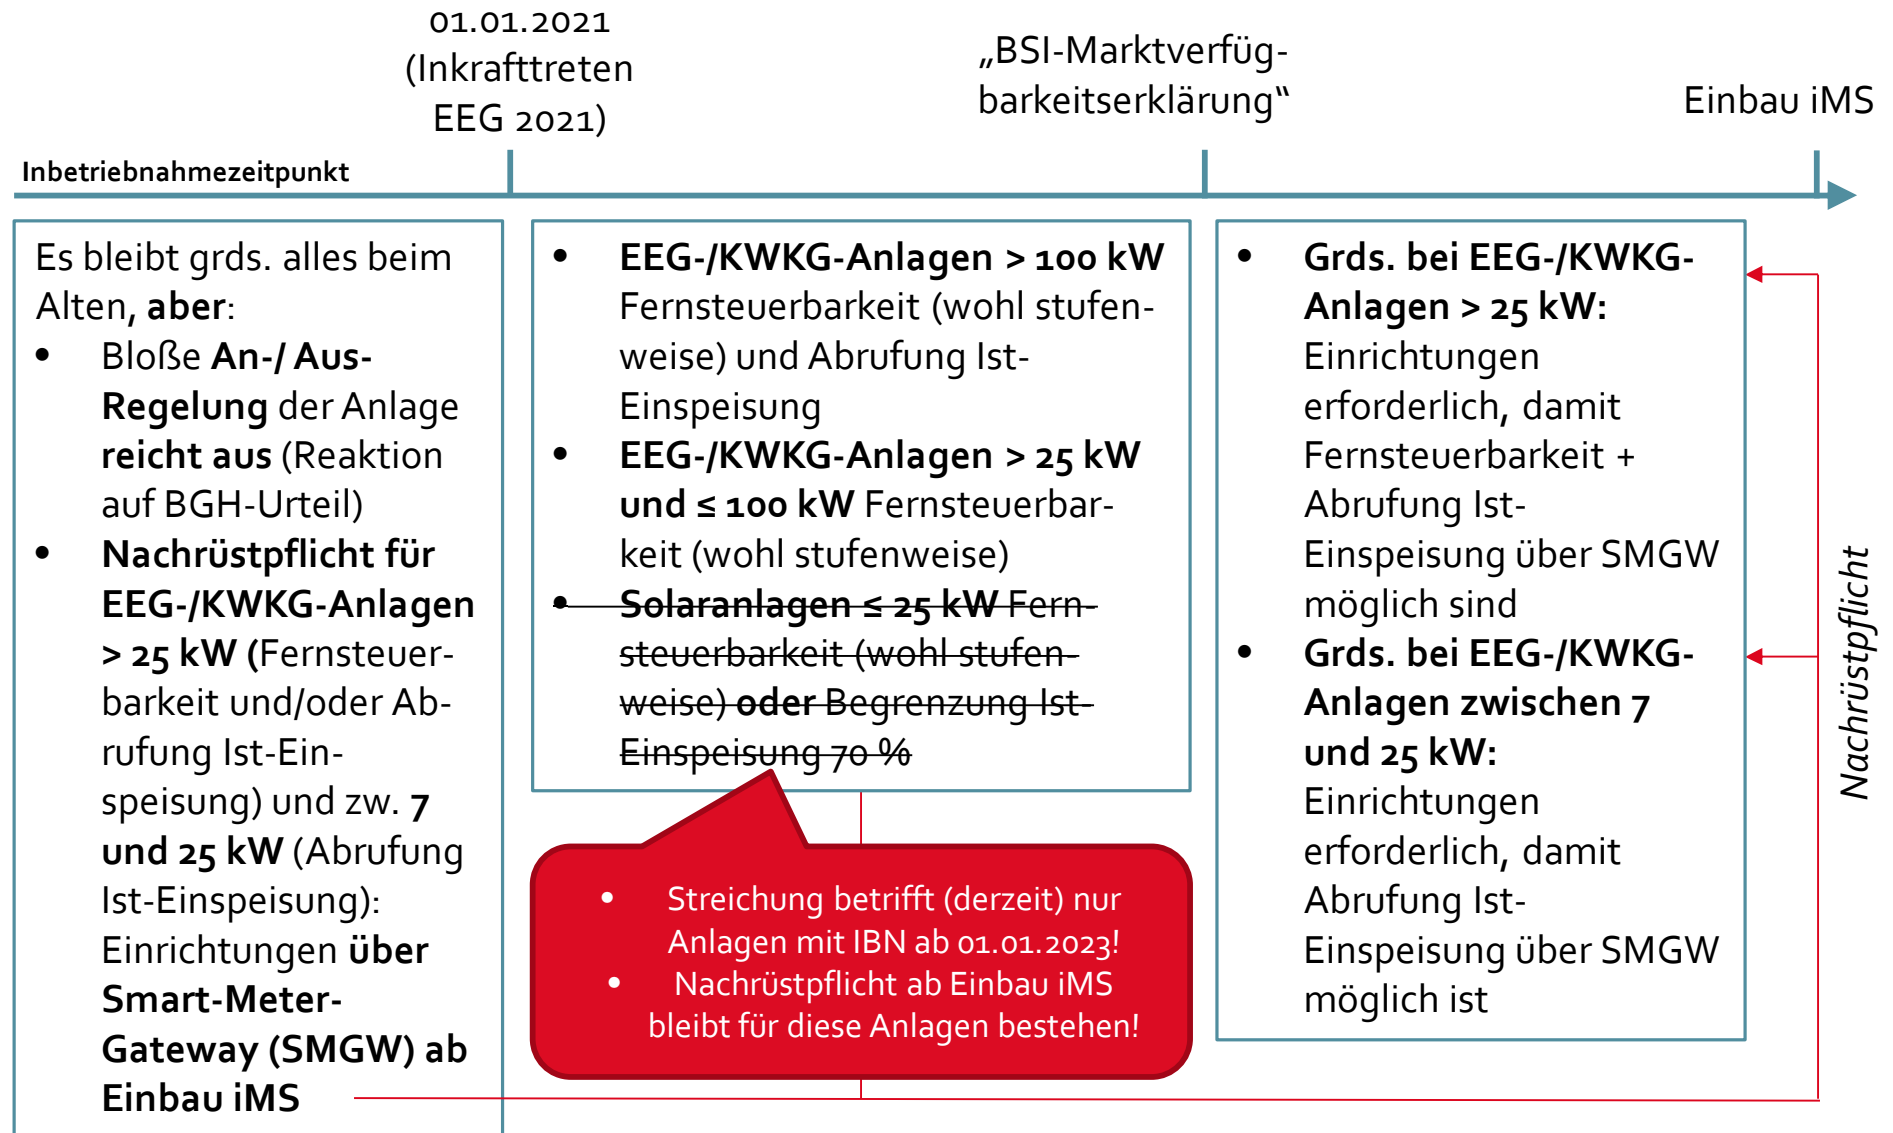 01.01.2021
(Inkrafttreten
EEG 2021)
„BSI-Marktverfüg-
barkeitserklärung“
Einbau iMS
Inbetriebnahmezeitpunkt
Es bleibt grds. alles beim
Alten, aber:
• Bloße An-/ Aus-
Regelung der Anlage
reicht aus (Reaktion
auf BGH-Urteil)
• Nachrüstpflicht für
EEG-/KWKG-Anlagen
> 25 kW (Fernsteuer-
barkeit und/oder Ab-
rufung Ist-Ein-
speisung) und zw. 7
und 25 kW (Abrufung
Ist-Einspeisung):
Einrichtungen über
Smart-Meter-
Gateway (SMGW) ab
Einbau iMS
• EEG-/KWKG-Anlagen > 100 kW
Fernsteuerbarkeit (wohl stufen-
weise) und Abrufung Ist-
Einspeisung
• EEG-/KWKG-Anlagen > 25 kW
und ≤ 100 kW Fernsteuerbar-
keit (wohl stufenweise)
• Solaranlagen ≤ 25 kW Fern-
steuerbarkeit (wohl stufen-
weise) oder Begrenzung Ist-
Einspeisung 70 %
• Streichung betrifft (derzeit) nur
Anlagen mit IBN ab 01.01.2023!
• Nachrüstpflicht ab Einbau iMS
bleibt für diese Anlagen bestehen!
• Grds. bei EEG-/KWKG-
Anlagen > 25 kW:
Einrichtungen
erforderlich, damit
Fernsteuerbarkeit +
Abrufung Ist-
Einspeisung über SMGW
möglich sind
• Grds. bei EEG-/KWKG-
Anlagen zwischen 7
und 25 kW:
Einrichtungen
erforderlich, damit
Abrufung Ist-
Einspeisung über SMGW
möglich ist
Nachrüstpflicht